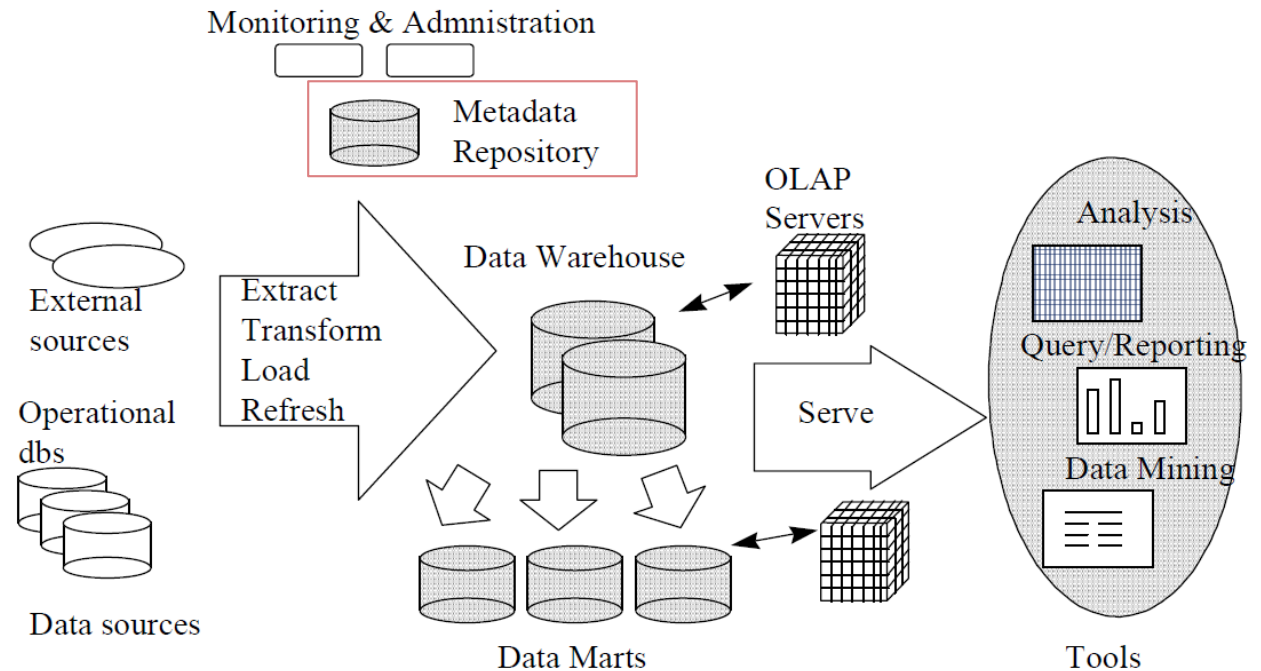 Monitoring & Admnistration
Metadata
Repository
OLAP
Servers
Analysis
Data Warehouse
External
sources
Extract
Transform
Load
Refresh
Query/Reporting
Operational
dbs
Serve
Data Mining
Data sources
Data Marts
Tools